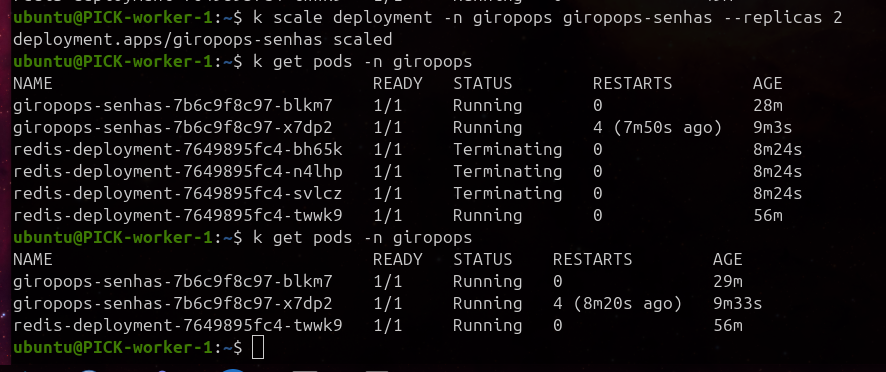 ubuntu@PICK-worker-1:~$ k scale deployment -n giropops giropops-senhas --replicas 2
deployment.apps/giropops-senhas scaled
ubuntu@PICK-worker-1:~$ k get pods -n giropops
NAME READY STATUS RESTARTS AGE
giropops-senhas-7b6c9f8c97-blkm7 1/1 Running 0 28m
giropops-senhas-7b6c9f8c97-x7dp2 1/1 Running 4 (7m50s ago) 9m3s
redis-deployment-7649895fc4-bh65k 1/1 Terminating 0 8m24s
redis-deployment-7649895fc4-n4lhp 1/1 Terminating 0 8m24s
redis-deployment-7649895fc4-svlcz 1/1 Terminating 0 8m24s
redis-deployment-7649895fc4-twwk9 1/1 Running 0 56m
ubuntu@PICK-worker-1:~$ k get pods -n giropops
NAME READY STATUS RESTARTS AGE
giropops-senhas-7b6c9f8c97-blkm7 1/1 Running 0 29m
giropops-senhas-7b6c9f8c97-x7dp2 1/1 Running 4 (8m20s ago) 9m33s
redis-deployment-7649895fc4-twwk9 1/1 Running 0 56m
ubuntu@PICK-worker-1:~$